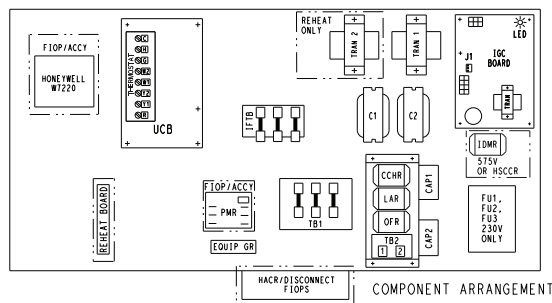 FIOP/ACCY
HONEYWELL
W7220
THERMOSTAT
C
H
G
W2
W1
Y2
Y1
R
UCB
REHEAT
ONLY
TRAN 2
TRAN 1
LED
J1
IGC
BOARD
TRAN
IFTB
C1
C2
IDMR
575V
OR HSCCR
REHEAT BOARD
FIOP/ACCY
PMR
EQUIP GR
TB1
CCHR
LAR
OFR
TB2
1
2
CAP1
CAP2
FU1,
FU2,
FU3
230V
ONLY
HACR/DISCONNECT
FIOPS
COMPONENT ARRANGEMENT